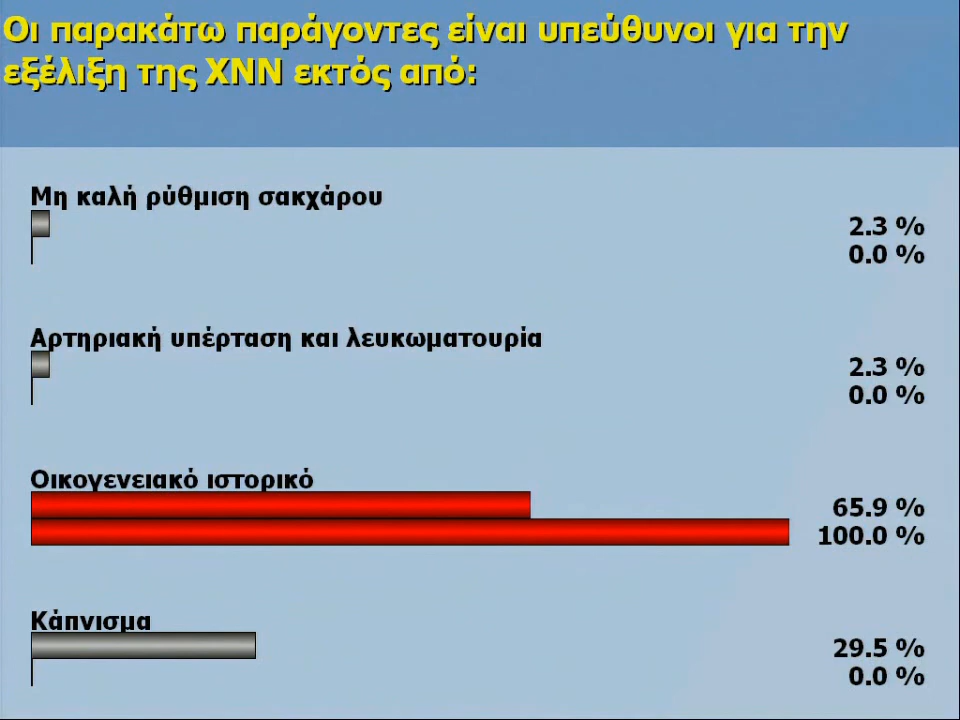 Οι παρακάτω παράγοντες είναι υπεύθυνοι για την
εξέλιξη της ΧΝΝ εκτός από:
Μη καλή ρύθμιση σακχάρου
2.3 %
0.0 %
Αρτηριακή υπέρταση και λευκωματουρία
2.3 %
0.0 %
Οικογενειακό ιστορικό
65.9 %
100.0 %
Κάπνισμα
29.5 %
0.0 %